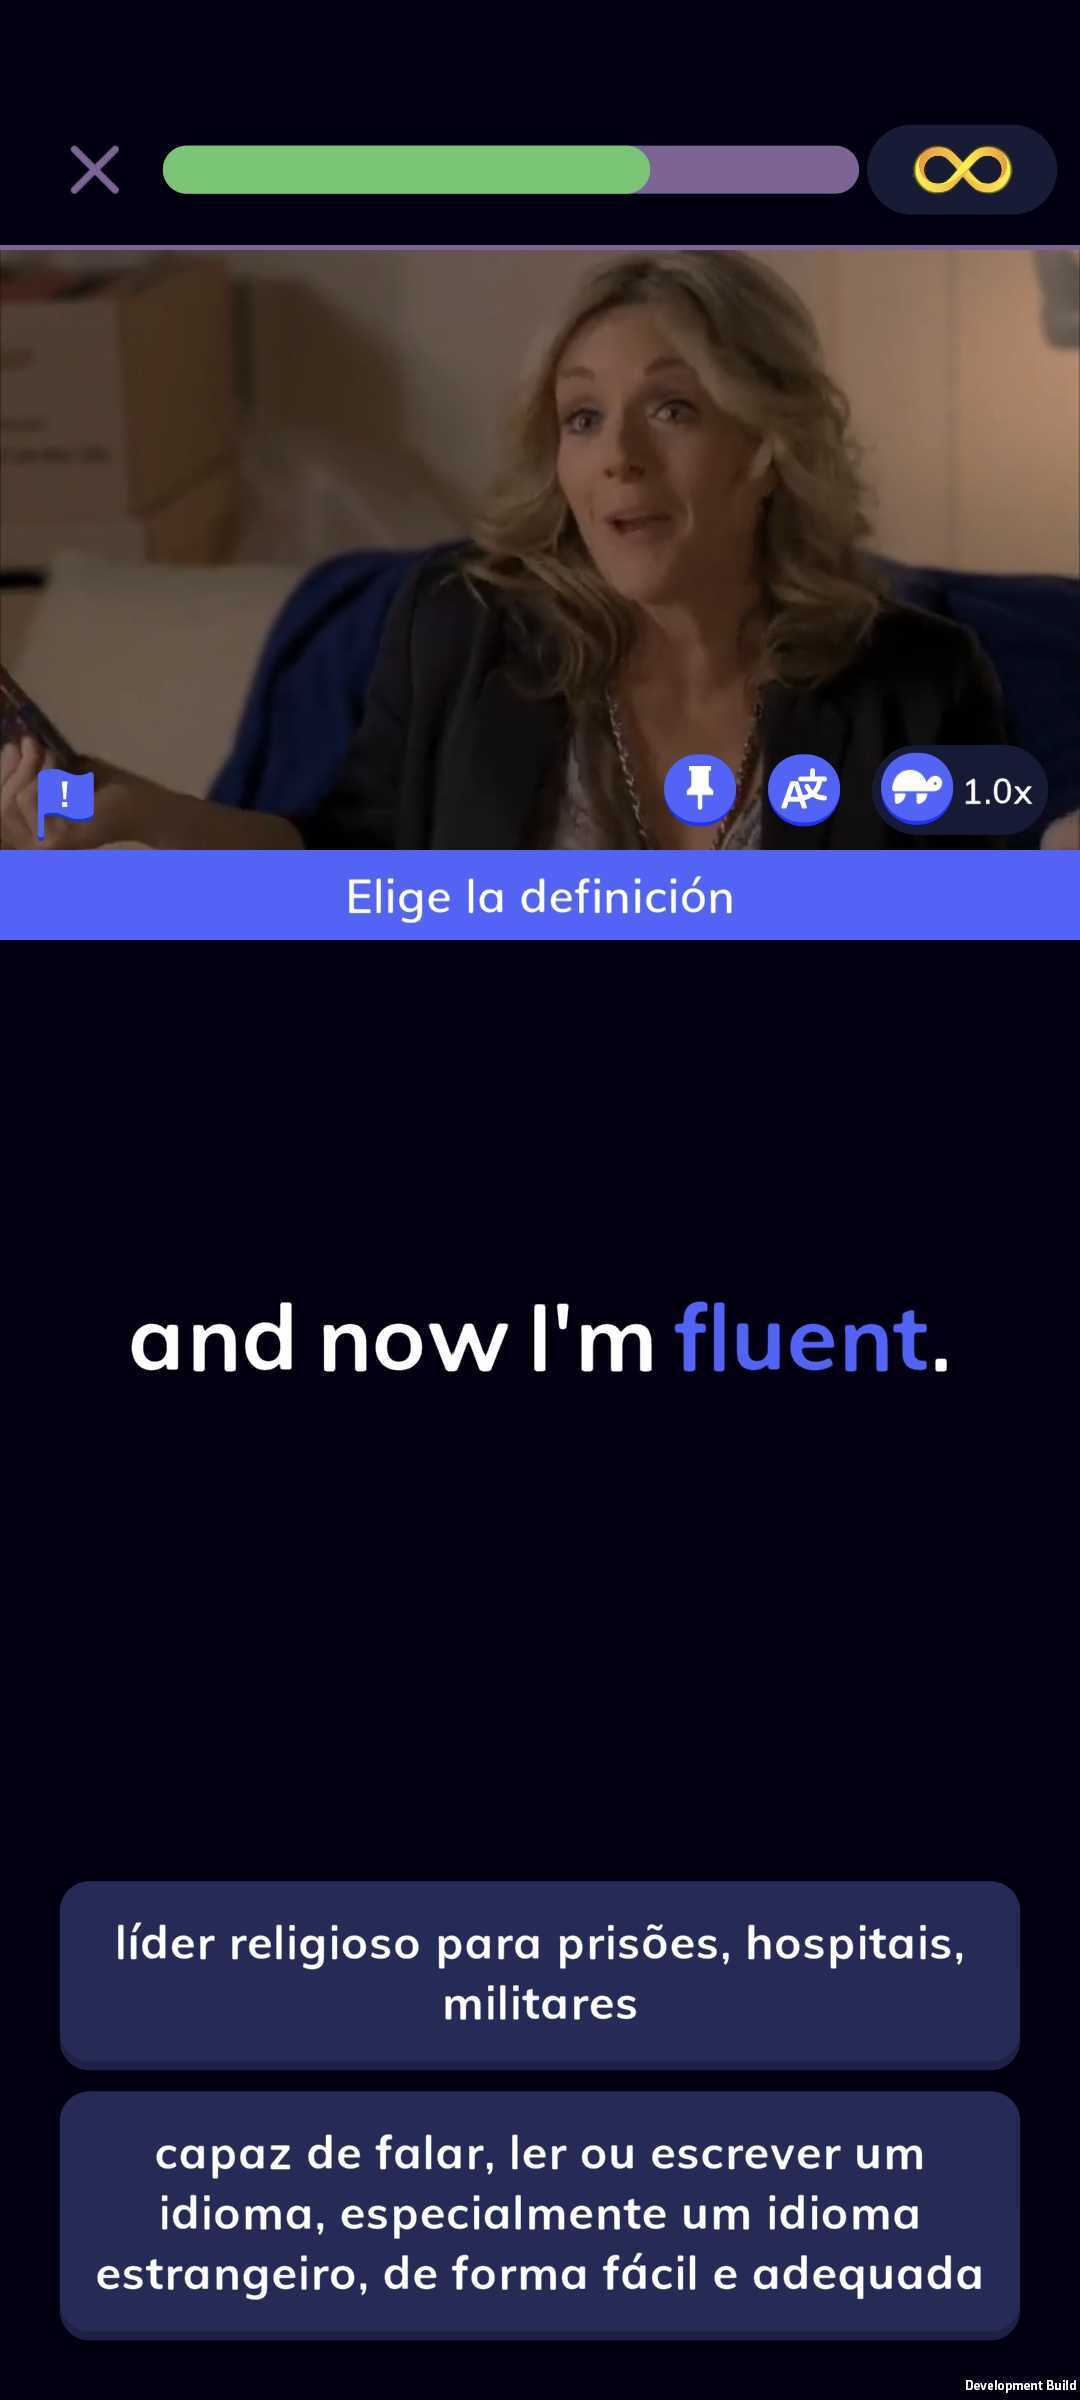 !
1.0x
Elige la definición
and now I'm fluent.
líder religioso para prisões, hospitais,
militares
capaz de falar, ler ou escrever um
idioma, especialmente um idioma
estrangeiro, de forma fácil e adequada
Development Build